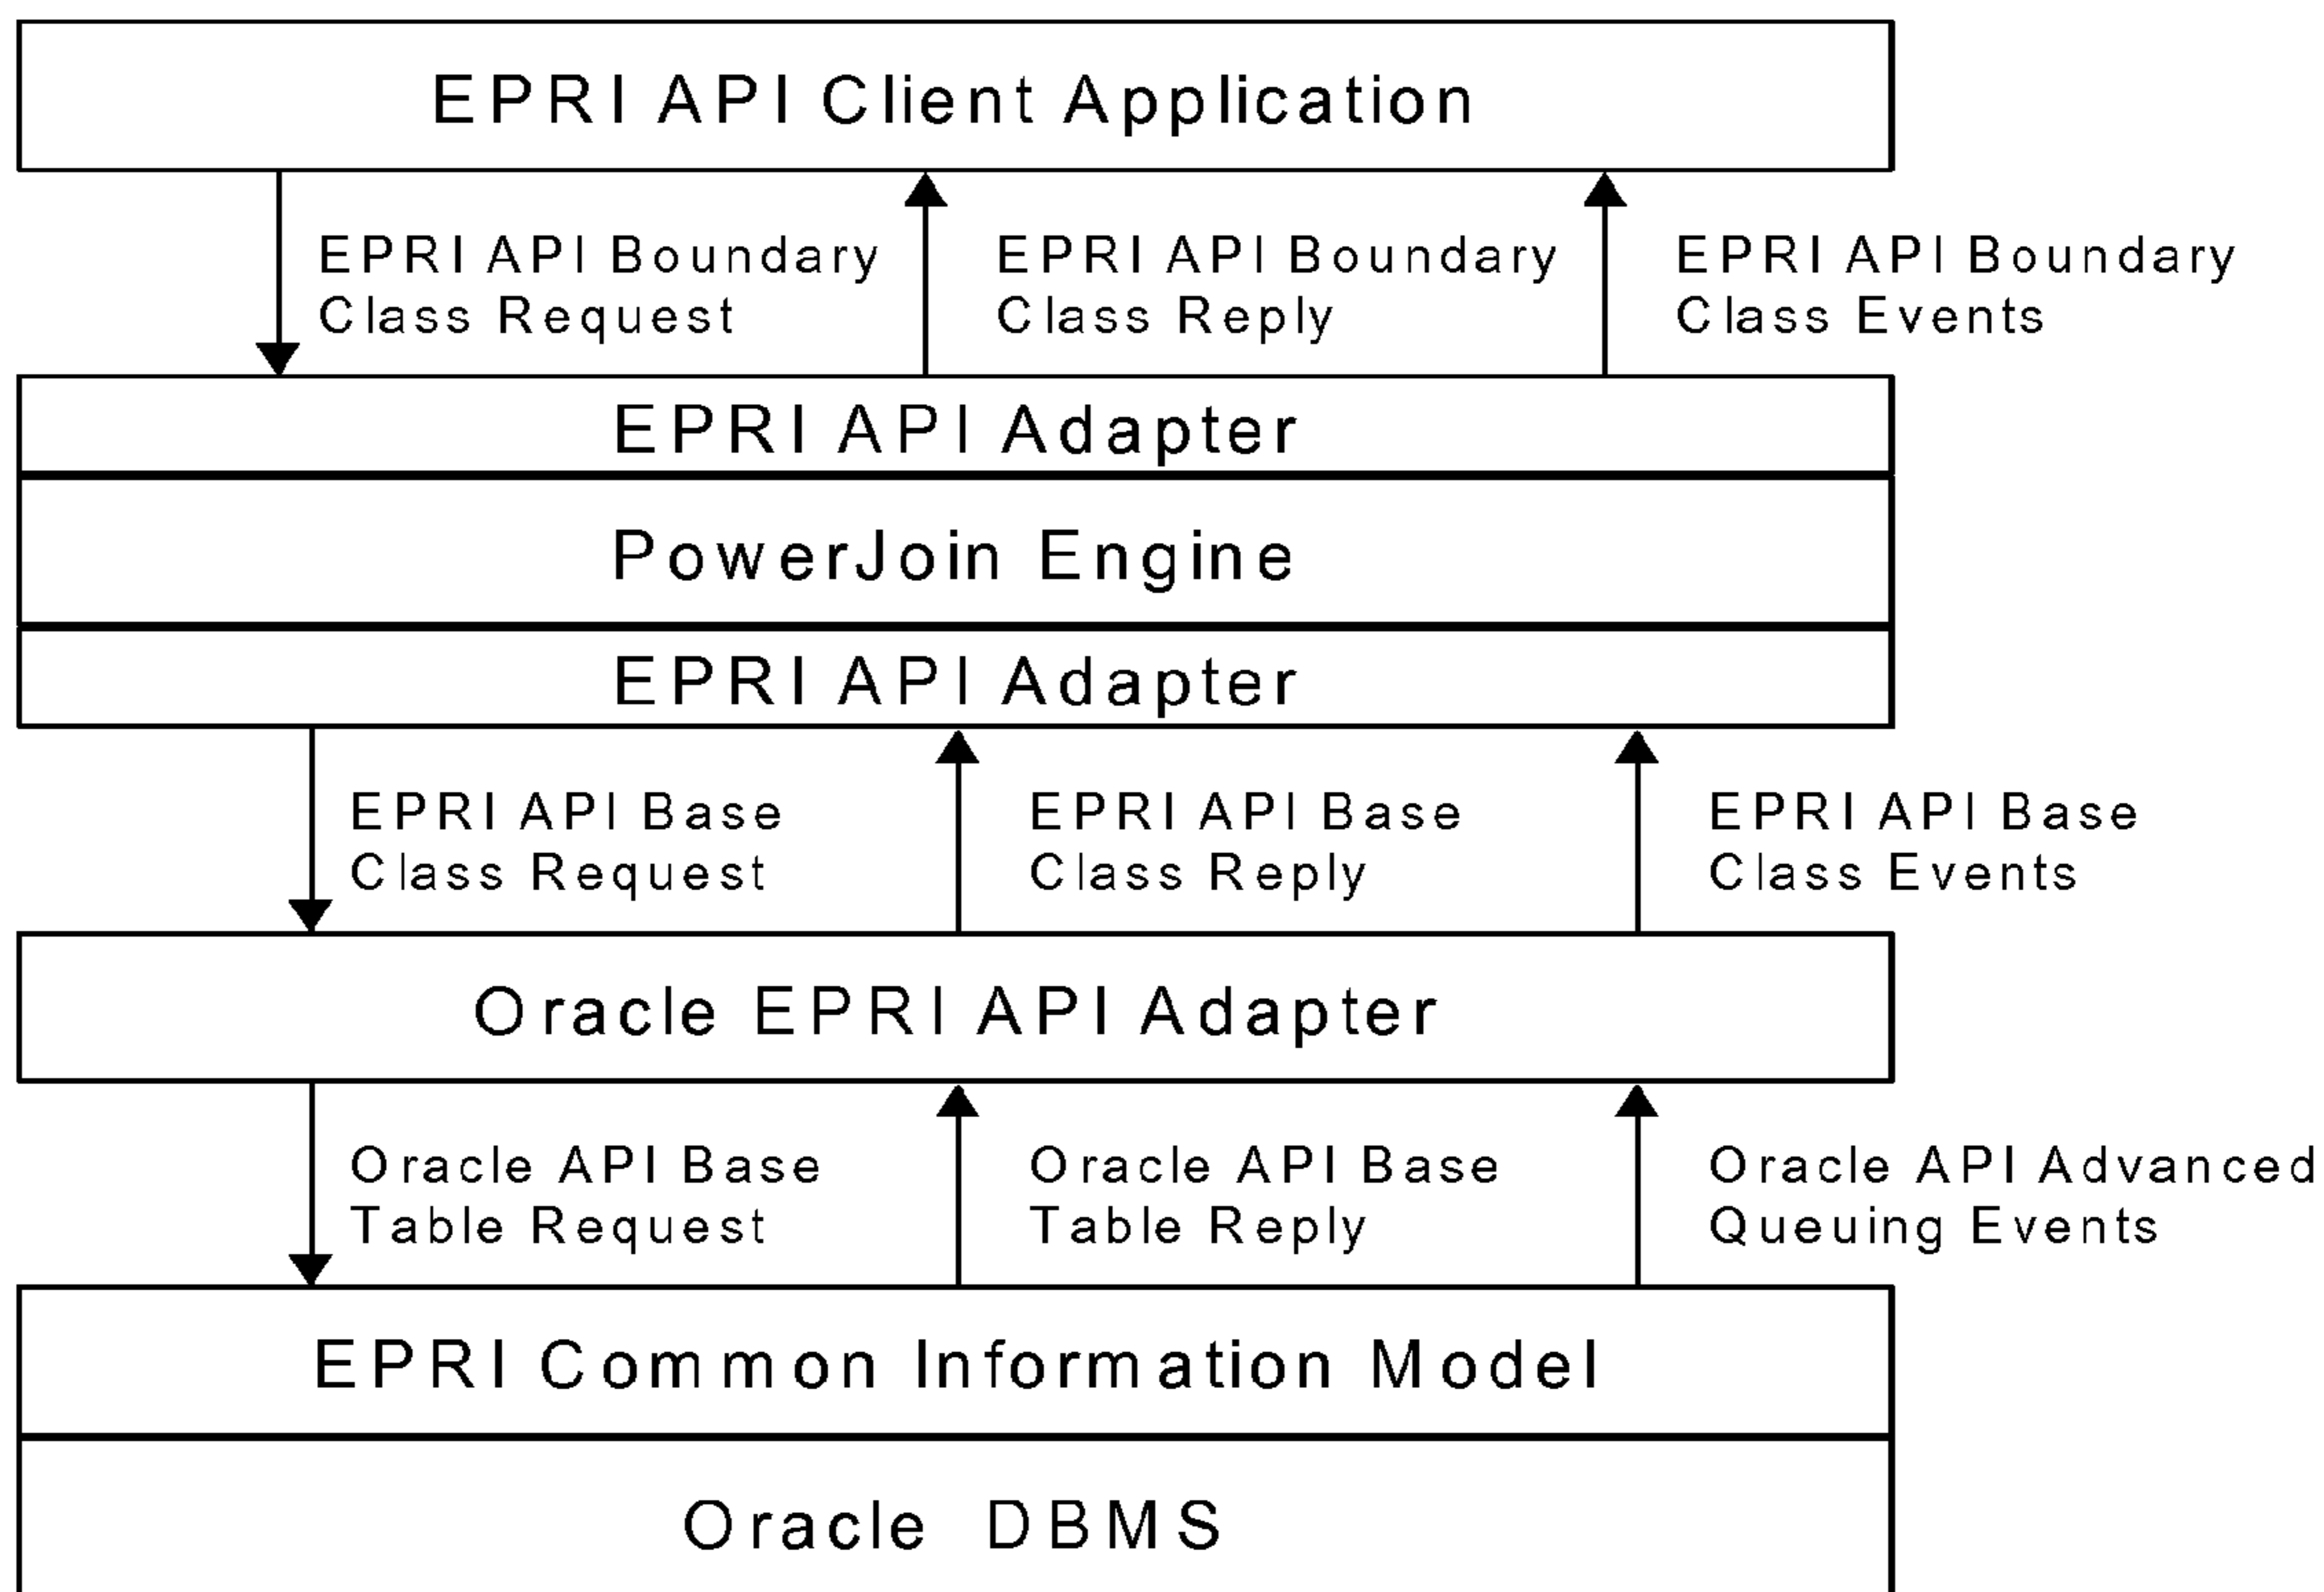 EPRI API Client Application
EPRI API Boundary
Class Request
EPRI API Boundary
Class Reply
EPRI API Boundary
Class Events
EPRI API Adapter
PowerJoin Engine
EPRI API Adapter
EPRI API Base
Class Request
EPRI API Base
Class Reply
EPRI API Base
Class Events
Oracle EPRI API Adapter
Oracle API Base
Table Request
Oracle API Base
Table Reply
Oracle API Advanced
Queuing Events
EPRI Common Information Model
Oracle DBMS